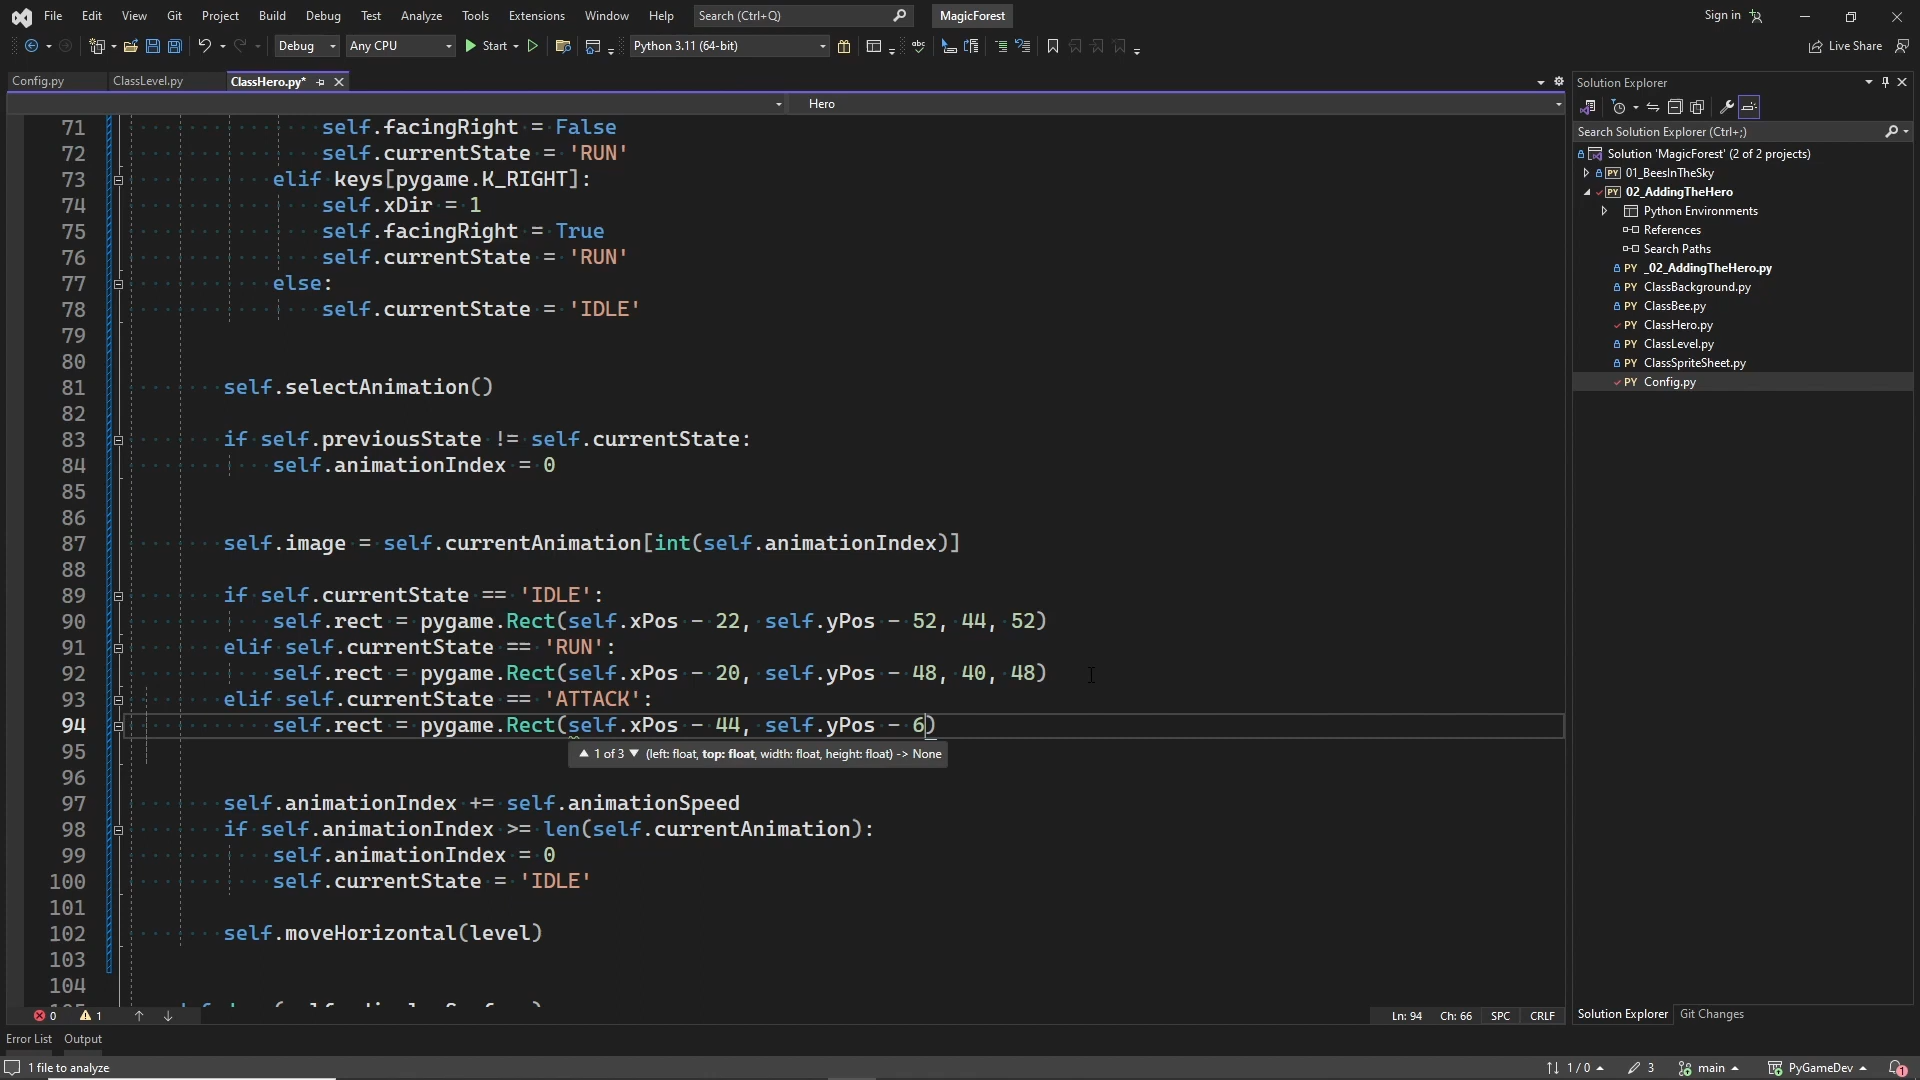 File Edit View Git Project Build Debug Test Analyze Tools Extensions Window Help Search (Ctrl+Q) MagicForest Sign in
Debug Any CPU Start Python 3.11 (64-bit) Live Share
Config.py ClassLevel.py ClassHero.py*
Hero
71 self.facingRight = False
72 self.currentState = 'RUN'
73 elif keys[pygame.K_RIGHT]:
74 self.xDir = 1
75 self.facingRight = True
76 self.currentState = 'RUN'
77 else:
78 self.currentState = 'IDLE'
79
80
81 self.selectAnimation()
82
83 if self.previousState != self.currentState:
84 self.animationIndex = 0
85
86
87 self.image = self.currentAnimation[int(self.animationIndex)]
88
89 if self.currentState == 'IDLE':
90 self.rect = pygame.Rect(self.xPos - 22, self.yPos - 52, 44, 52)
91 elif self.currentState == 'RUN':
92 self.rect = pygame.Rect(self.xPos - 20, self.yPos - 48, 40, 48)
93 elif self.currentState == 'ATTACK':
94 self.rect = pygame.Rect(self.xPos - 44, self.yPos - 6)
95
1 of 3 (left: float, top: float, width: float, height: float) -> None
96
97 self.animationIndex += self.animationSpeed
98 if self.animationIndex >= len(self.currentAnimation):
99 self.animationIndex = 0
100 self.currentState = 'IDLE'
101
102 self.moveHorizontal(level)
103
104
0 1 Ln: 94 Ch: 66 SPC CRLF
Error List Output
1 file to analyze 1 / 0 3 main PyGameDev 1
Solution Explorer
Search Solution Explorer (Ctrl+;)
Solution 'MagicForest' (2 of 2 projects)
PY 01_BeesInTheSky
PY 02_AddingTheHero
Python Environments
References
Search Paths
PY _02_AddingTheHero.py
PY ClassBackground.py
PY ClassBee.py
PY ClassHero.py
PY ClassLevel.py
PY ClassSpriteSheet.py
PY Config.py
Solution Explorer Git Changes